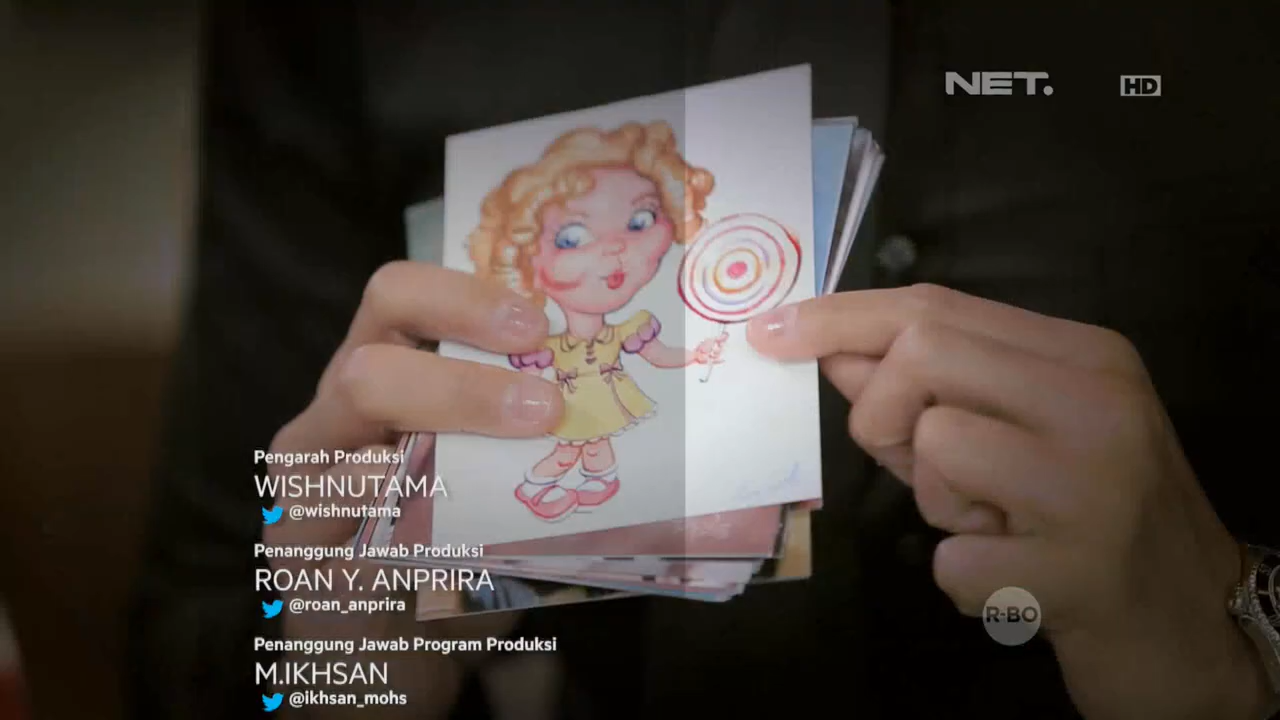 NET.
HD
Pengarah Produksi
WISHNUTAMA
@wishnutama
Penanggung Jawab Produksi
ROAN Y. ANPRIRA
@roan_anprira
Penanggung Jawab Program Produksi
M.IKHSAN
@ikhsan_mohs
R-BO